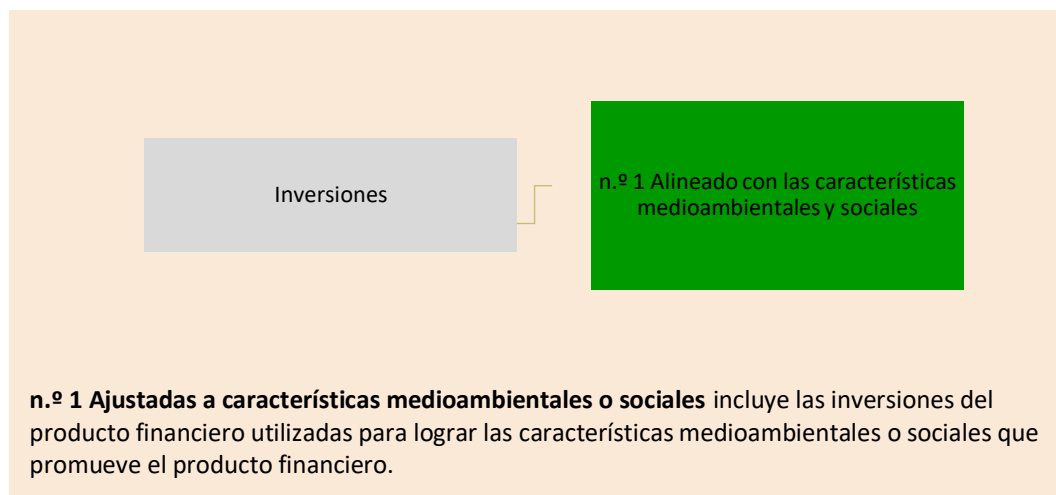 Inversiones
n.º 1 Alineado con las características
medioambientales y sociales
n.º 1 Ajustadas a características medioambientales o sociales incluye las inversiones del
producto financiero utilizadas para lograr las características medioambientales o sociales que
promueve el producto financiero.